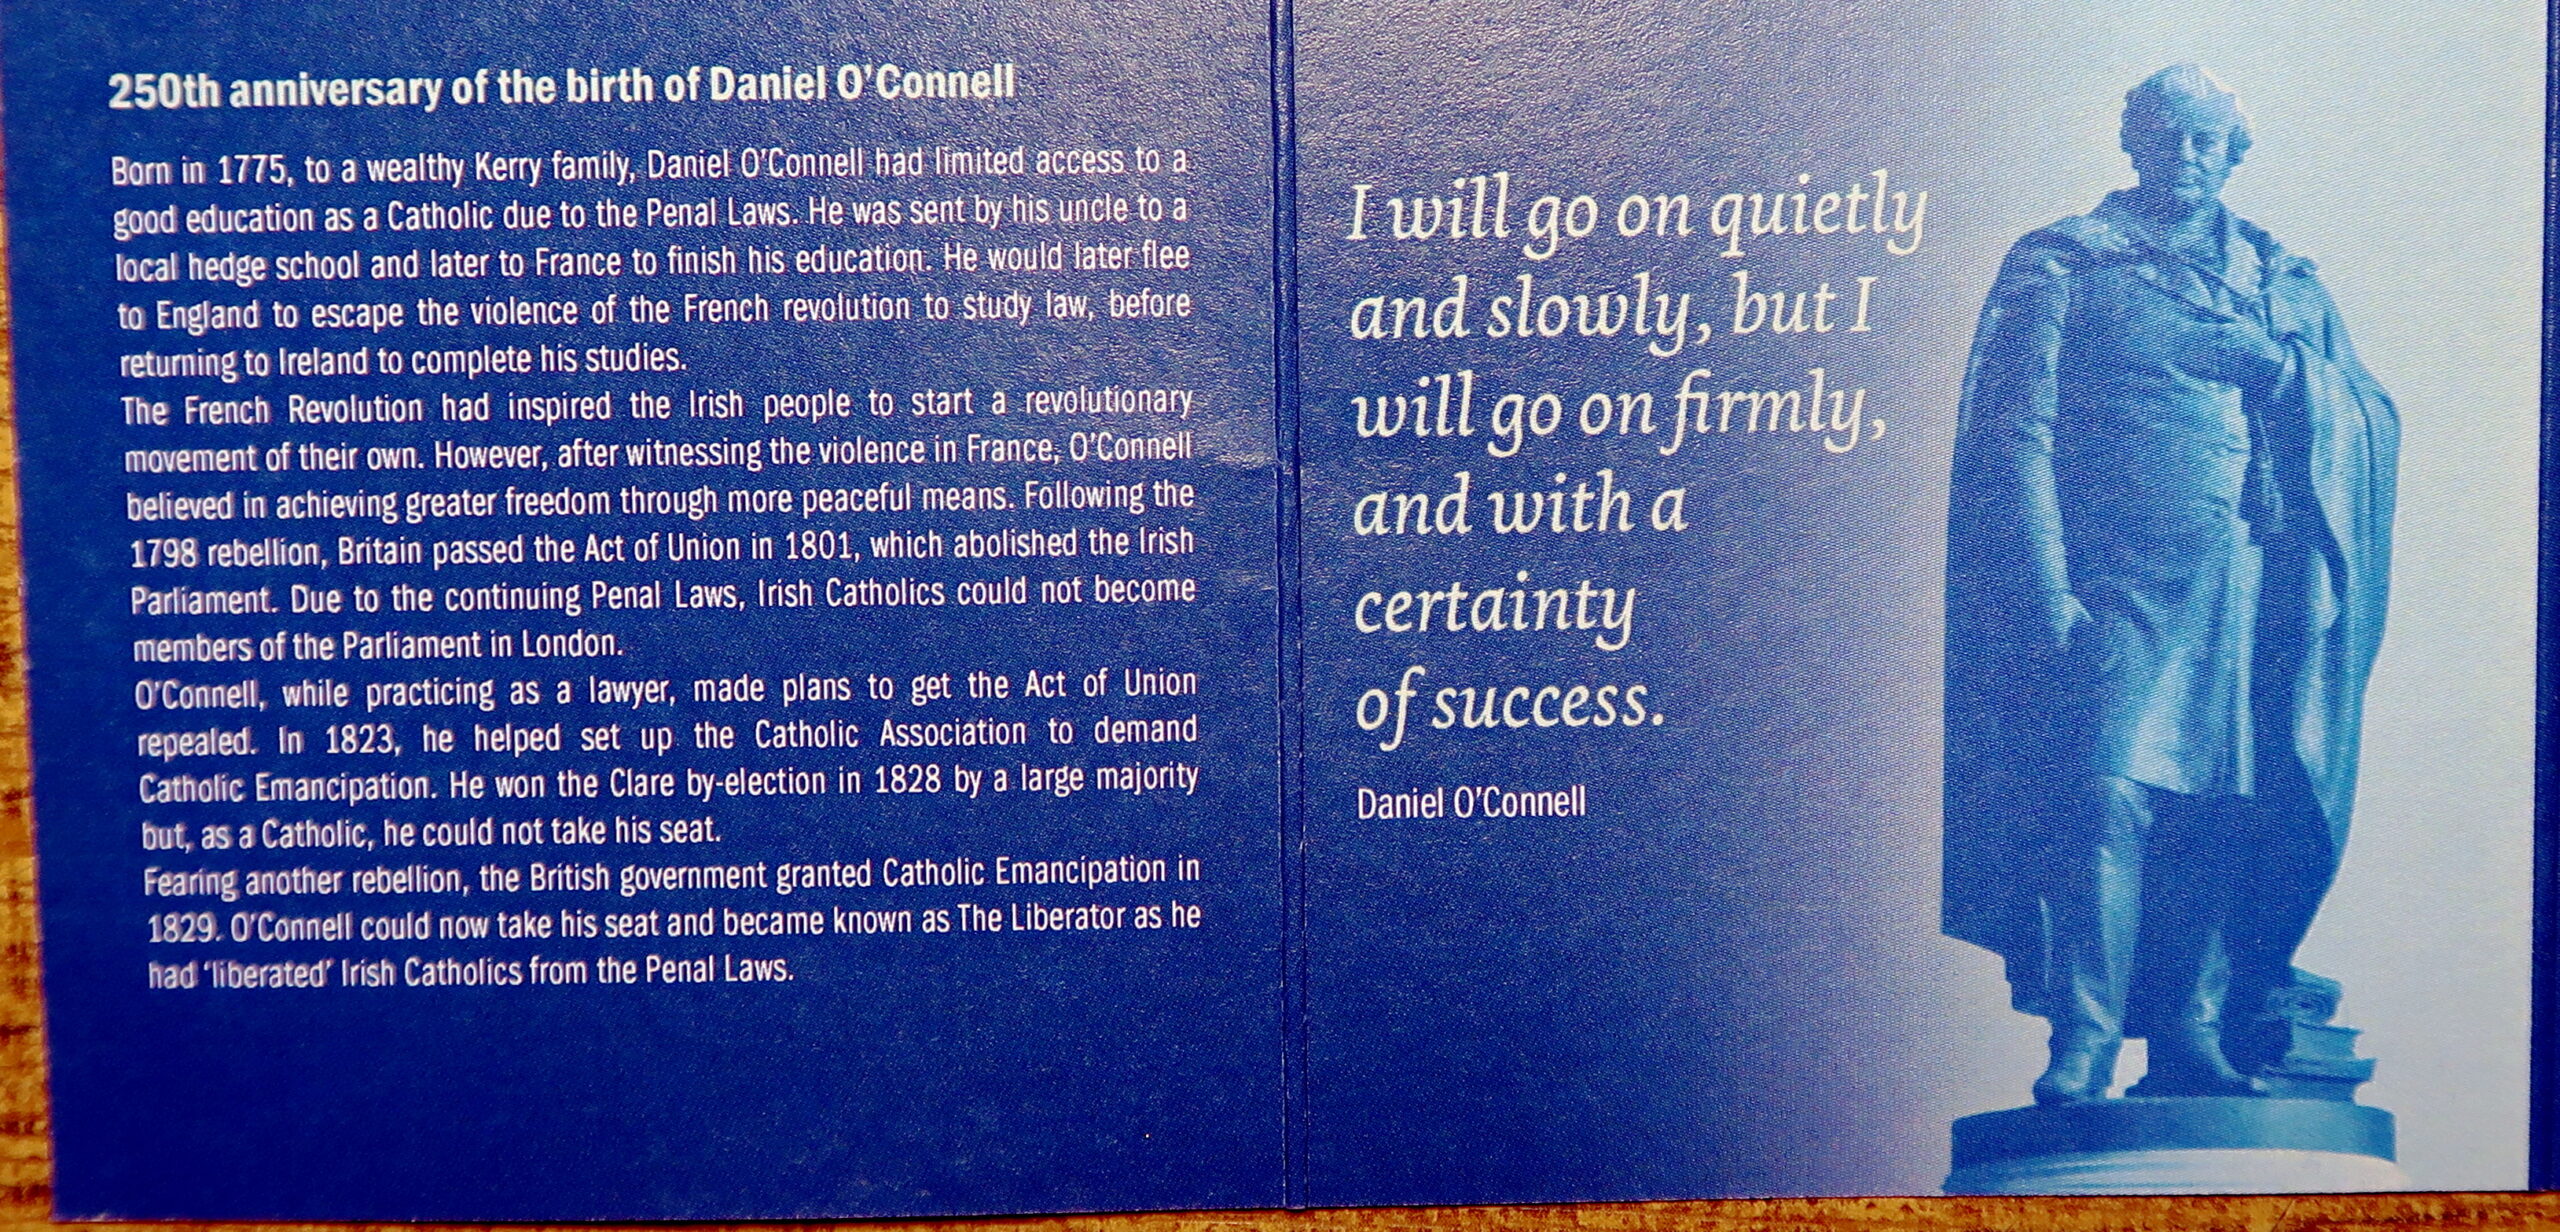 250th anniversary of the birth of Daniel O'Connell
Born in 1775, to a wealthy Kerry family, Daniel O'Connell had limited access to a
good education as a Catholic due to the Penal Laws. He was sent by his uncle to a
local hedge school and later to France to finish his education. He would later flee
to England to escape the violence of the French revolution to study law, before
returning to Ireland to complete his studies.
The French Revolution had inspired the Irish people to start a revolutionary
movement of their own. However, after witnessing the violence in France, O'Connell
believed in achieving greater freedom through more peaceful means. Following the
1798 rebellion, Britain passed the Act of Union in 1801, which abolished the Irish
Parliament. Due to the continuing Penal Laws, Irish Catholics could not become
members of the Parliament in London.
O'Connell, while practicing as a lawyer, made plans to get the Act of Union
repealed. In 1823, he helped set up the Catholic Association to demand
Catholic Emancipation. He won the Clare by-election in 1828 by a large majority
but, as a Catholic, he could not take his seat.
Fearing another rebellion, the British government granted Catholic Emancipation in
1829. O'Connell could now take his seat and became known as The Liberator as he
had 'liberated' Irish Catholics from the Penal Laws.
I will go on quietly
and slowly, but I
will go on firmly,
and with a
certainty
of success.
Daniel O'Connell